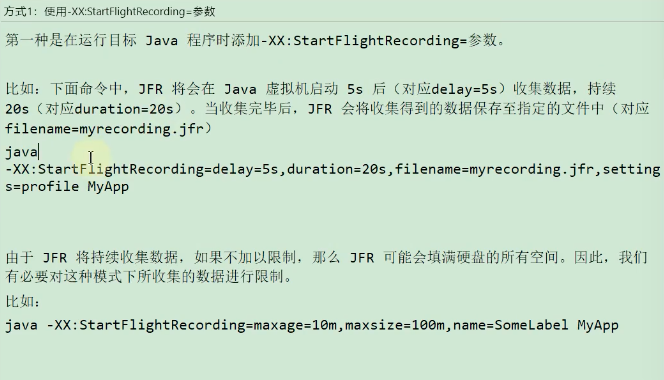 方式1：使用-XX:StartFlightRecording=参数
第一种是在运行目标 Java 程序时添加-XX:StartFlightRecording=参数。
比如：下面命令中，JFR 将会在 Java 虚拟机启动 5s 后（对应delay=5s）收集数据，持续
20s（对应duration=20s）。当收集完毕后，JFR 会将收集得到的数据保存至指定的文件中（对应
filename=myrecording.jfr）
java
-XX:StartFlightRecording=delay=5s,duration=20s,filename=myrecording.jfr,setting
s=profile MyApp
由于 JFR 将持续收集数据，如果不加以限制，那么 JFR 可能会填满硬盘的所有空间。因此，我们
有必要对这种模式下所收集的数据进行限制。
比如：
java -XX:StartFlightRecording=maxage=10m,maxsize=100m,name=SomeLabel MyApp